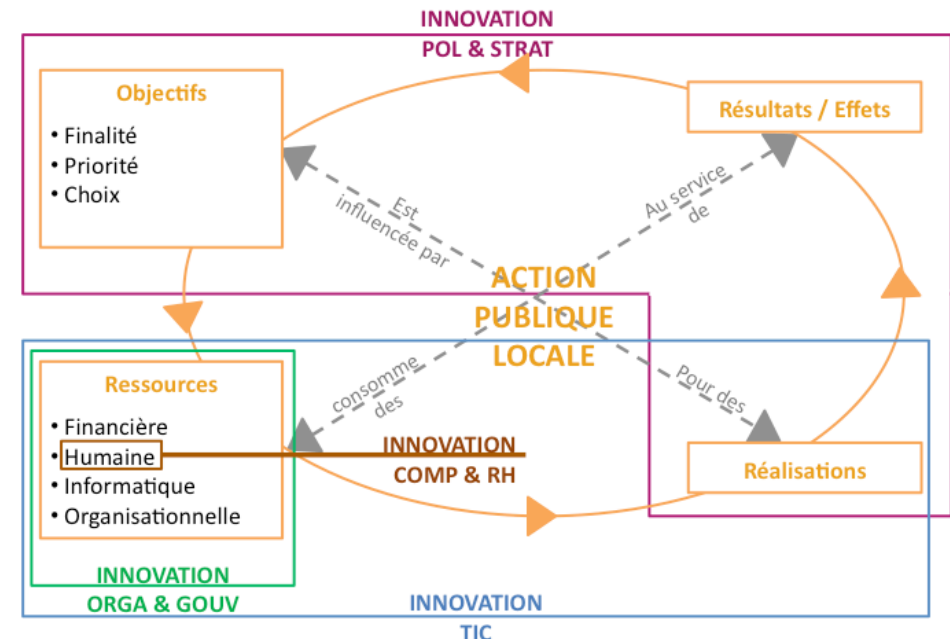 INNOVATION
POL & STRAT
Objectifs
• Finalité
• Priorité
• Choix
Résultats / Effets
Est
influencée par
Au service
de
ACTION
PUBLIQUE
LOCALE
consomme
des
Pour des
Ressources
• Financière
• Humaine
• Informatique
• Organisationnelle
INNOVATION
COMP & RH
Réalisations
INNOVATION
ORGA & GOUV
INNOVATION
TIC